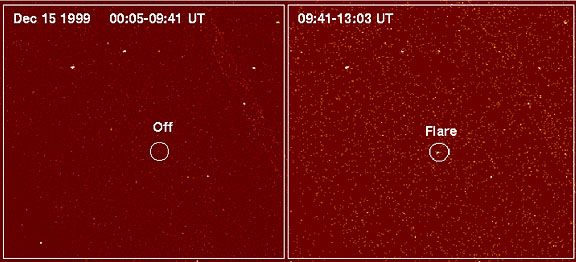 Dec 15 1999 00:05-09:41 UT
Off
09:41-13:03 UT
Flare